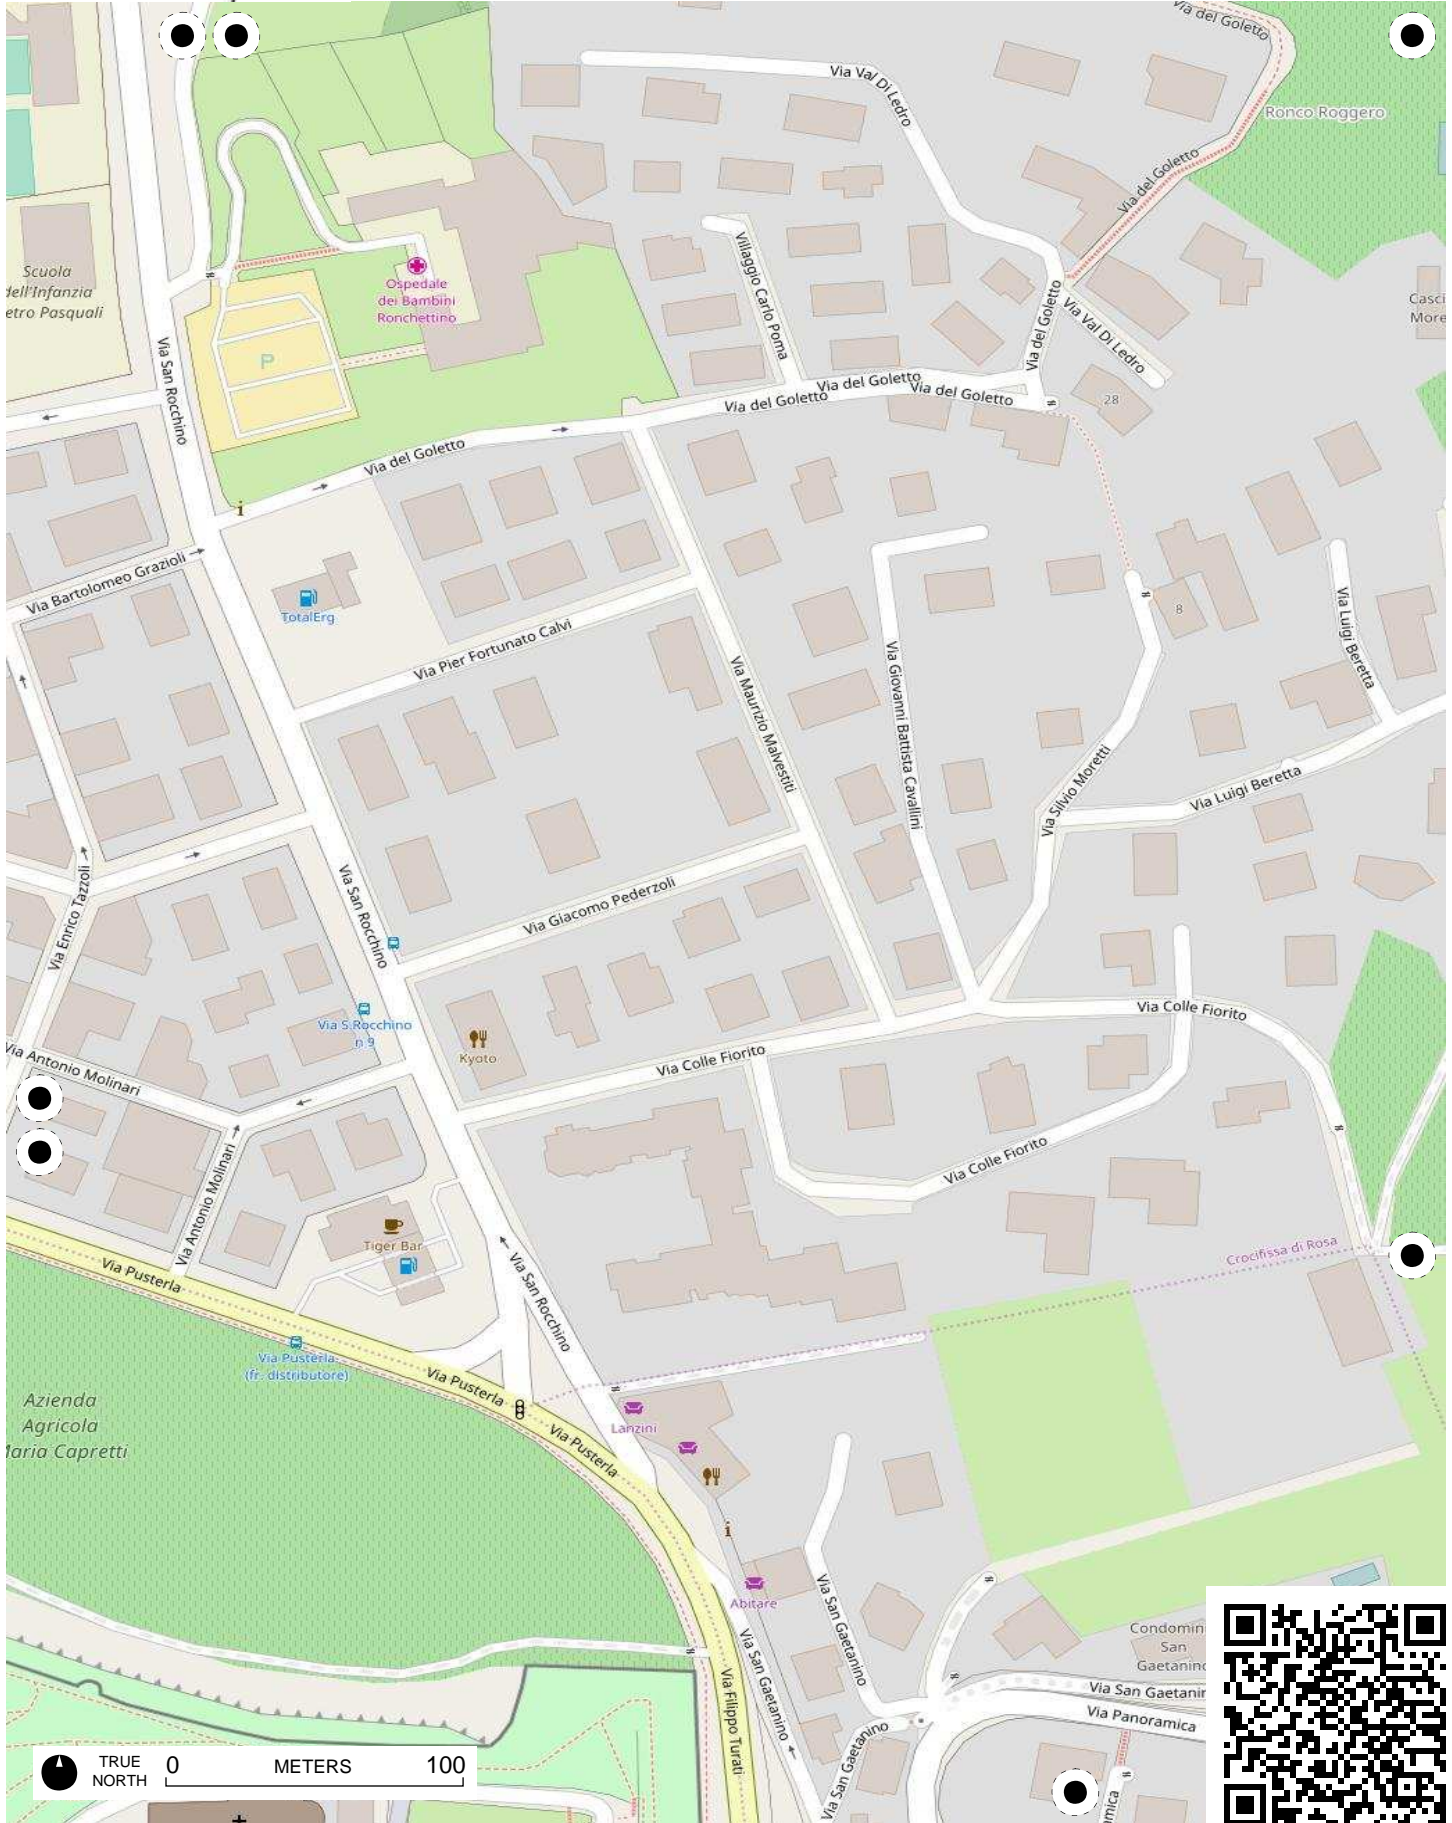 Via del Goletto
Via Val Di Ledro
Ronco Roggero
Via del Goletto
Villaggio Carlo Poma
Scuola
dell'Infanzia
etro Pasquali
Ospedale
dei Bambini
Ronchettino
Casci
More
Via del Goletto
Via Val Di Ledro
Via San Rocchino
P
Via del Goletto
Via del Goletto
Via del Goletto
28
Via del Goletto
i
Via Bartolomeo Grazioli
TotalErg
8
Via Luigi Beretta
Via Pier Fortunato Calvi
Via Maurizio Malvestiti
Via Giovanni Battista Cavallini
Via Silvio Moretti
Via Luigi Beretta
Via Enrico Tazzoli
Via San Rocchino
Via Giacomo Pederzoli
Via S.Rocchino
n 9
Kyoto
Via Colle Fiorito
Via Colle Fiorito
Via Antonio Molinari
Via Antonio Molinari
Via Colle Fiorito
Tiger Bar
Crocifissa di Rosa
Via Pusterla
Via San Rocchino
Via Pusterla
(fr. distributore)
Via Pusterla
Azienda
Agricola
Maria Capretti
Lanzini
Via Pusterla
i
Abitare
Via San Gaetanino
Via San Gaetanino
Condomin
San
Gaetanino
Via Filippo Turati
Via San Gaetanin
Via Panoramica
Via San Gaetanino
mica
TRUE
NORTH
0 METERS 100